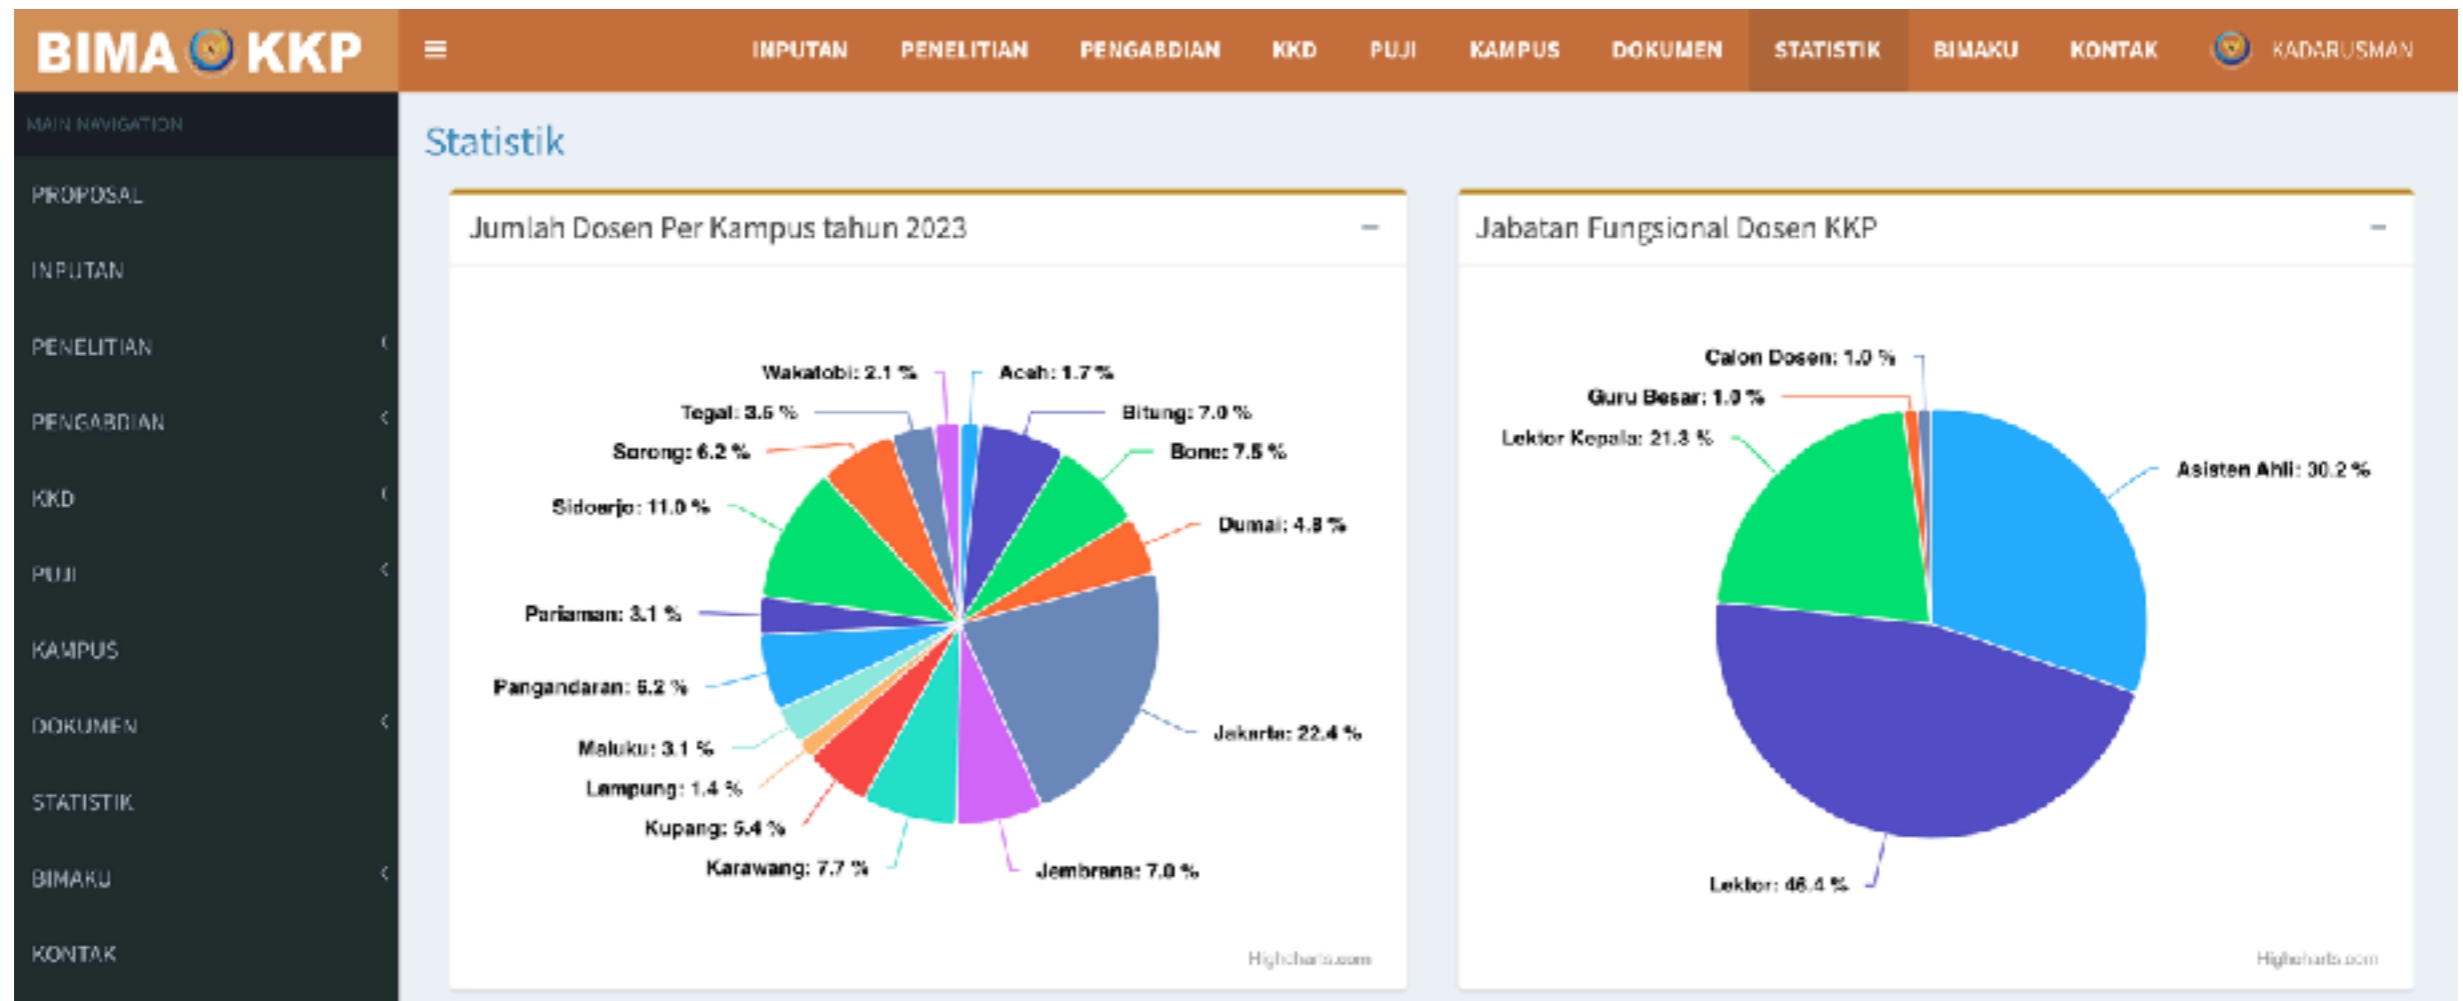 BIMA KKP
INPUTAN PENELITIAN PENGABDIAN KKD PUJI KAMPUS DOKUMEN STATISTIK BIMAKU KONTAK KADARUSMAN
MAIN NAVIGATION
PROPOSAL
INPUTAN
PENELITIAN
PENGABDIAN
KKD
PUJI
KAMPUS
DOKUMEN
STATISTIK
BIMAKU
KONTAK
Statistik
Jumlah Dosen Per Kampus tahun 2023
Wakatobi: 2.1 %
Aceh: 1.7 %
Tegal: 3.5 %
Bitung: 7.0 %
Sorong: 6.2 %
Bone: 7.5 %
Sidoarjo: 11.0 %
Dumai: 4.8 %
Pariaman: 3.1 %
Pangandaran: 6.2 %
Jakarta: 22.4 %
Maluku: 3.1 %
Lampung: 1.4 %
Kupang: 5.4 %
Karawang: 7.7 %
Jembrana: 7.0 %
Highcharts.com
Jabatan Fungsional Dosen KKP
Calon Dosen: 1.0 %
Guru Besar: 1.0 %
Lektor Kepala: 21.3 %
Asisten Ahli: 30.2 %
Lektor: 46.4 %
Highcharts.com